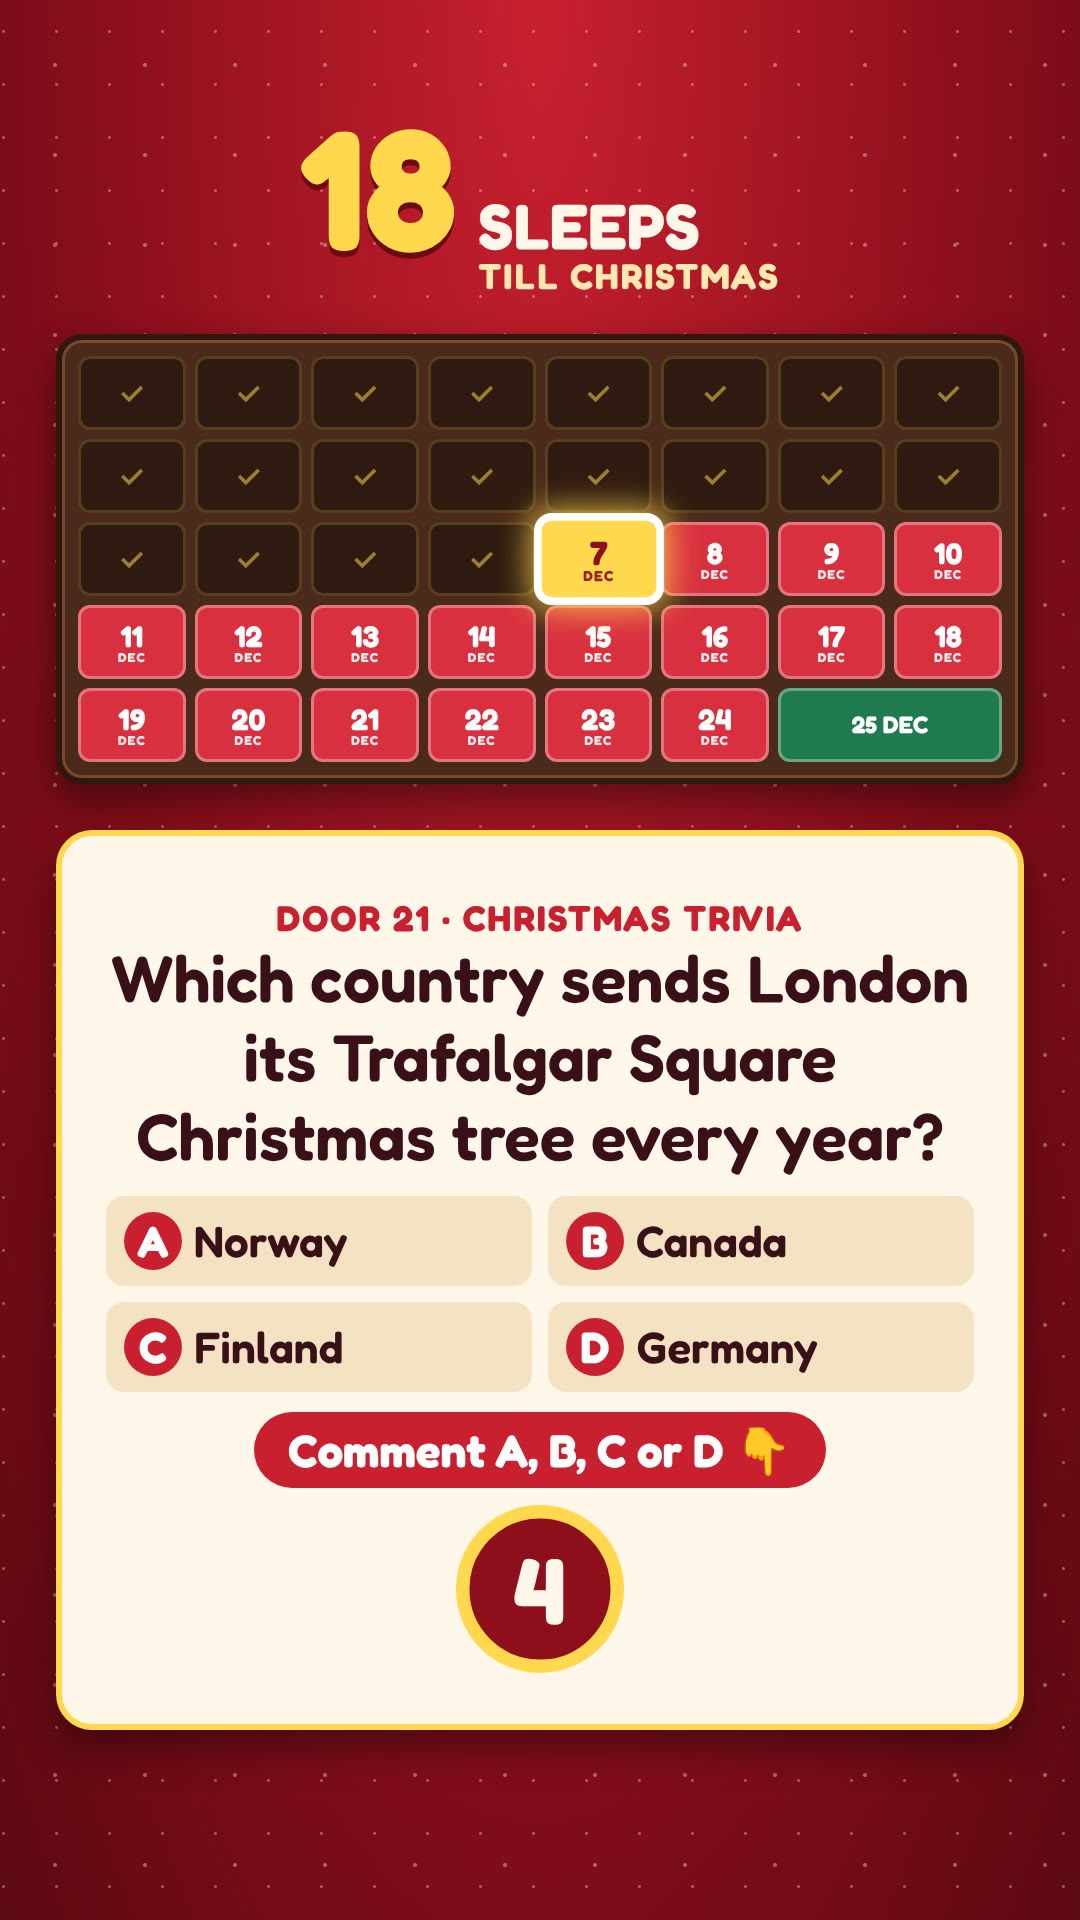 18 SLEEPS
TILL CHRISTMAS
7 DEC
8 DEC
9 DEC
10 DEC
11 DEC
12 DEC
13 DEC
14 DEC
15 DEC
16 DEC
17 DEC
18 DEC
19 DEC
20 DEC
21 DEC
22 DEC
23 DEC
24 DEC
25 DEC
DOOR 21 · CHRISTMAS TRIVIA
Which country sends London
its Trafalgar Square
Christmas tree every year?
A Norway
B Canada
C Finland
D Germany
Comment A, B, C or D 👇
4